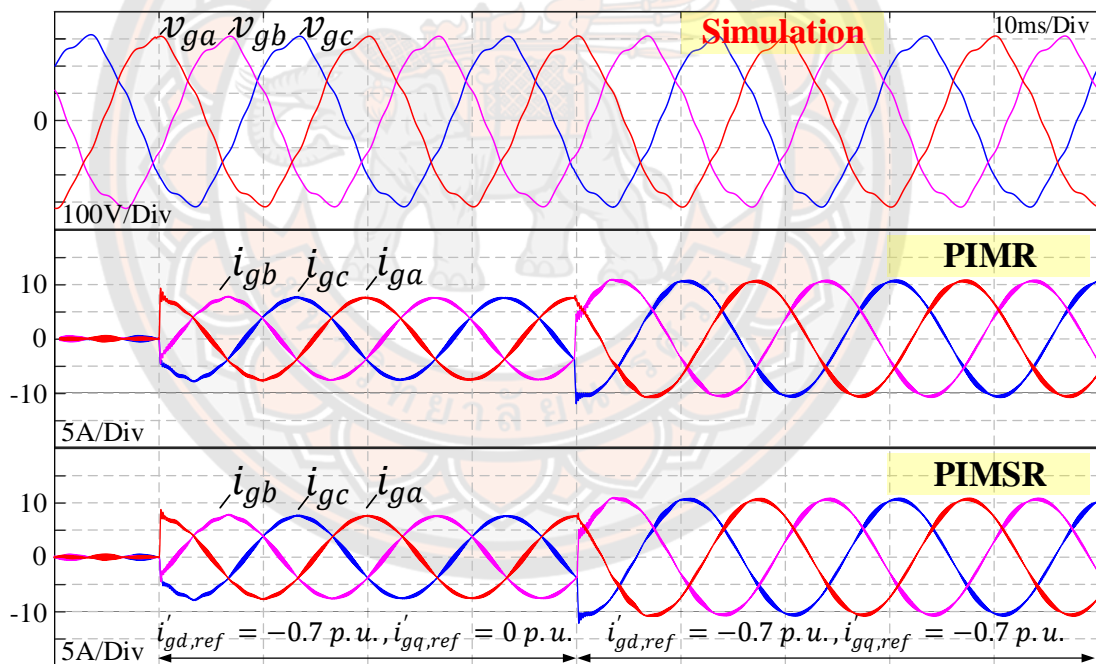 v_ga v_gb v_gc
Simulation
10ms/Div
0
100V/Div
i_gb i_gc i_ga
PIMR
10
0
-10
5A/Div
i_gb i_gc i_ga
PIMSR
10
0
-10
i'_gd,ref = −0.7 p.u., i'_gq,ref = 0 p.u.
i'_gd,ref = −0.7 p.u., i'_gq,ref = −0.7 p.u.
5A/Div